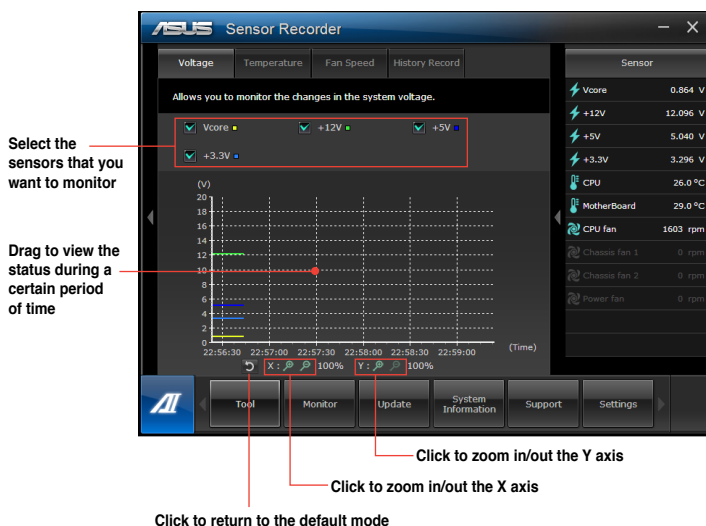 ASUS Sensor Recorder
Voltage
Temperature
Fan Speed
History Record
Allows you to monitor the changes in the system voltage.
Vcore
+12V
+5V
+3.3V
Select the
sensors that you
want to monitor
Drag to view the
status during a
certain period
of time
(V)
20
18
16
14
12
10
8
6
4
2
0
22:56:30 22:57:00 22:57:30 22:58:00 22:58:30 22:59:00
(Time)
X : 100% Y : 100%
Sensor
Vcore 0.864 V
+12V 12.096 V
+5V 5.040 V
+3.3V 3.296 V
CPU 26.0 ºC
MotherBoard 29.0 ºC
CPU fan 1603 rpm
Chassis fan 1 0 rpm
Chassis fan 2 0 rpm
Power fan 0 rpm
AI
Tool
Monitor
Update
System
Information
Support
Settings
Click to zoom in/out the Y axis
Click to zoom in/out the X axis
Click to return to the default mode